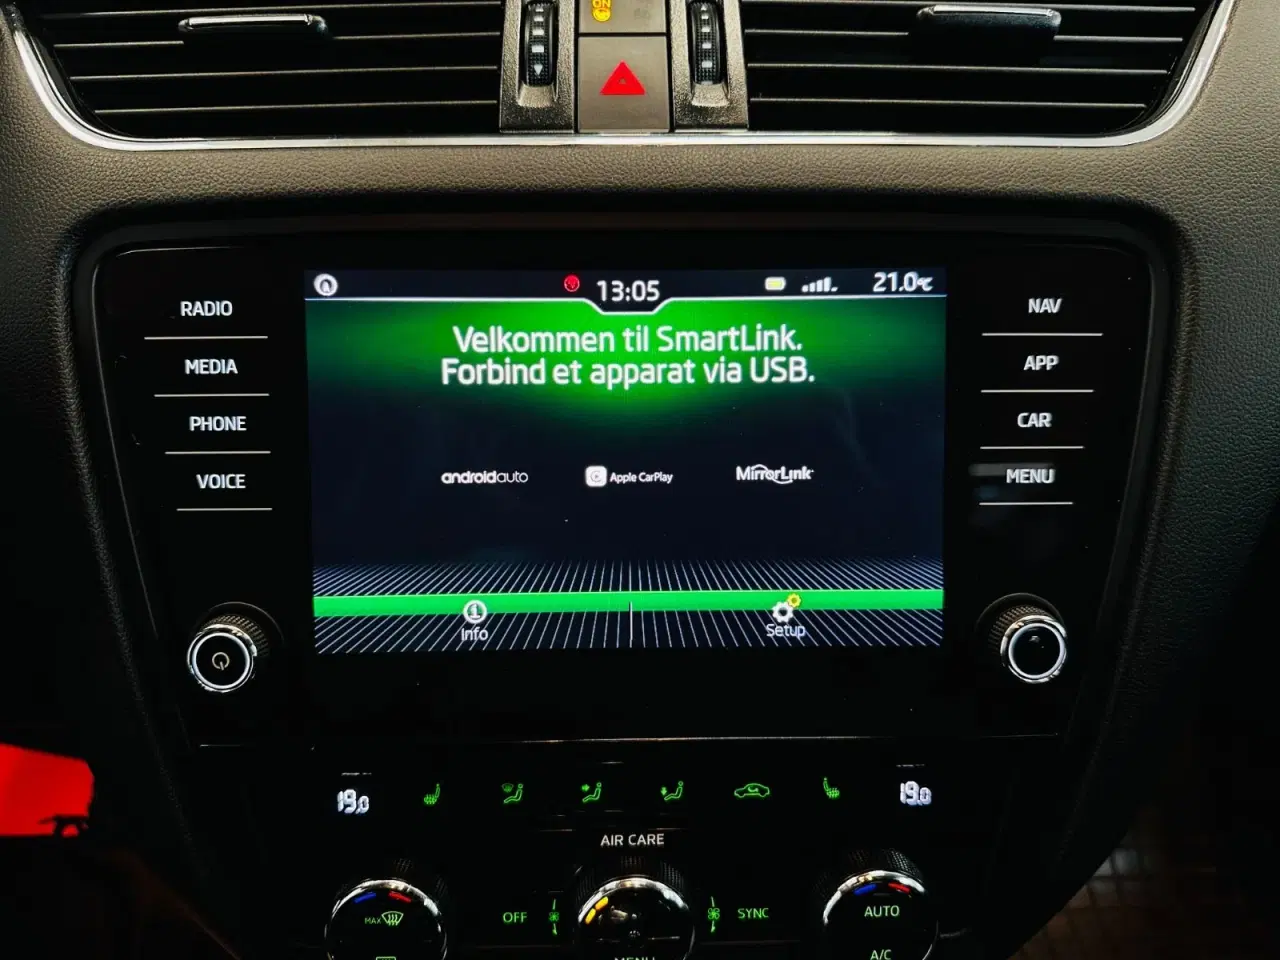 ON
RADIO
MEDIA
PHONE
VOICE
13:05
21.0°C
Velkommen til SmartLink.
Forbind et apparat via USB.
androidauto
Apple CarPlay
MirrorLink
Info
Setup
NAV
APP
CAR
MENU
19.0
19.0
AIR CARE
MAX
OFF
SYNC
AUTO
A/C
MENU